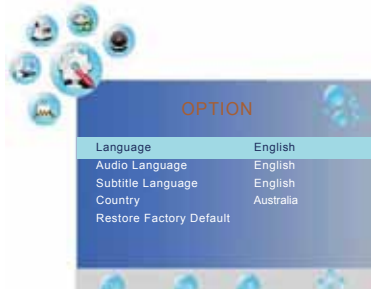 OPTION
Language English
Audio Language English
Subtitle Language English
Country Australia
Restore Factory Default